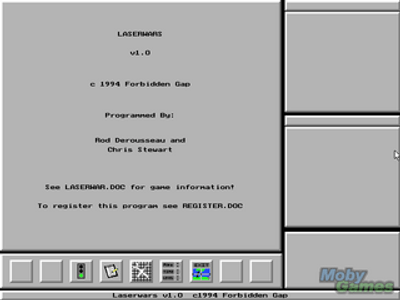 LASERWARS
v1.0
c 1994 Forbidden Gap
Programmed By:
Rod Derousseau and
Chris Stewart
See LASERWAR.DOC for game information!
To register this program see REGISTER.DOC
EXIT
Laserwars v1.0 c1994 Forbidden Gap
Moby
Games